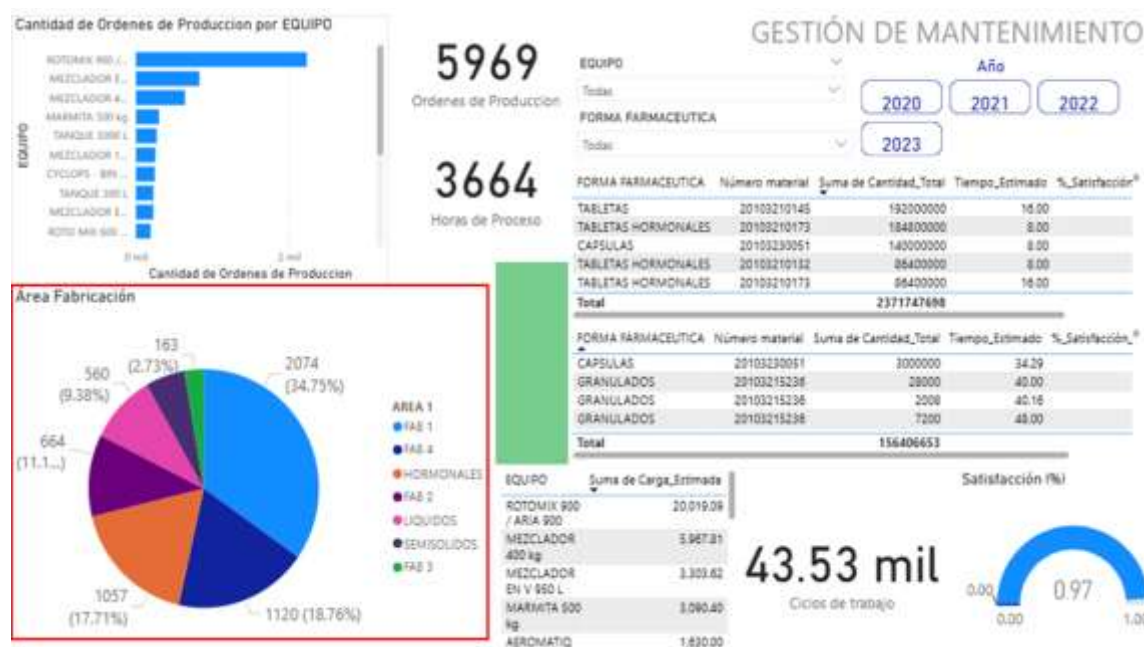 Cantidad de Ordenes de Produccion por EQUIPO
EQUIPO
ROTOMIX 900 /...
MEZCLADOR E...
MEZCLADOR 4...
MARMITA 500 kg
TANQUE 1000 L
MEZCLADOR 1...
CYCLOPS - BIN ...
TANQUE 200 L
MEZCLADOR E...
ROTO MIX 600 ...
0 mil
2 mil
Cantidad de Ordenes de Produccion
5969
Ordenes de Produccion
3664
Horas de Proceso
GESTIÓN DE MANTENIMIENTO
EQUIPO
Todas
FORMA FARMACEUTICA
Todas
Año
2020 2021 2022
2023
FORMA FARMACEUTICA Número material Suma de Cantidad_Total Tiempo_Estimado %_Satisfacción
TABLETAS 20103210145 192000000 16.00
TABLETAS HORMONALES 20103210173 184800000 8.00
CAPSULAS 20103230051 140000000 8.00
TABLETAS HORMONALES 20103210132 86400000 8.00
TABLETAS HORMONALES 20103210173 86400000 16.00
Total 2371747698
FORMA FARMACEUTICA Número material Suma de Cantidad_Total Tiempo_Estimado %_Satisfacción_
CAPSULAS 20103230051 3000000 34.29
GRANULADOS 20103215236 28000 40.00
GRANULADOS 20103215236 2008 40.16
GRANULADOS 20103215236 7200 48.00
Total 156406653
Área Fabricación
163
(2.73%)
2074
(34.75%)
560
(9.38%)
664
(11.1...)
1057
(17.71%)
1120 (18.76%)
AREA 1
FAB 1
FAB 4
HORMONALES
FAB 2
LIQUIDOS
SEMISOLIDOS
FAB 3
EQUIPO Suma de Carga_Estimada
ROTOMIX 900 / ARIA 900 20,019.09
MEZCLADOR 400 kg 5,967.81
MEZCLADOR EN V 950 L 3,303.62
MARMITA 500 kg 3,090.40
AEROMATIQ 1,630.00
43.53 mil
Ciclos de trabajo
Satisfacción (%)
0.00
0.97
0.00
1.00